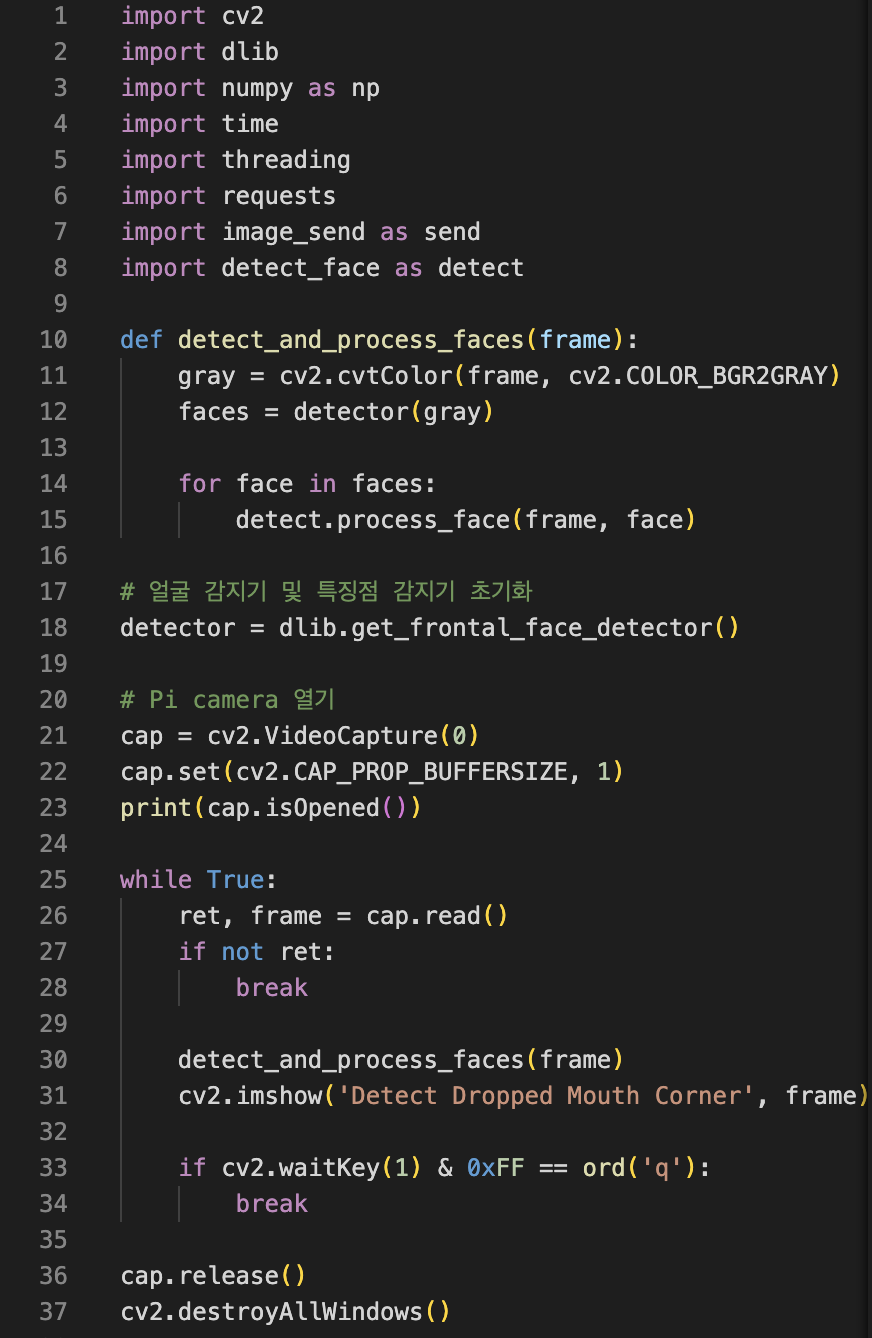 1 import cv2
2 import dlib
3 import numpy as np
4 import time
5 import threading
6 import requests
7 import image_send as send
8 import detect_face as detect
9
10 def detect_and_process_faces(frame):
11     gray = cv2.cvtColor(frame, cv2.COLOR_BGR2GRAY)
12     faces = detector(gray)
13
14     for face in faces:
15         detect.process_face(frame, face)
16
17 # 얼굴 감지기 및 특징점 감지기 초기화
18 detector = dlib.get_frontal_face_detector()
19
20 # Pi camera 열기
21 cap = cv2.VideoCapture(0)
22 cap.set(cv2.CAP_PROP_BUFFERSIZE, 1)
23 print(cap.isOpened())
24
25 while True:
26     ret, frame = cap.read()
27     if not ret:
28         break
29
30     detect_and_process_faces(frame)
31     cv2.imshow('Detect Dropped Mouth Corner', frame)
32
33     if cv2.waitKey(1) & 0xFF == ord('q'):
34         break
35
36 cap.release()
37 cv2.destroyAllWindows()